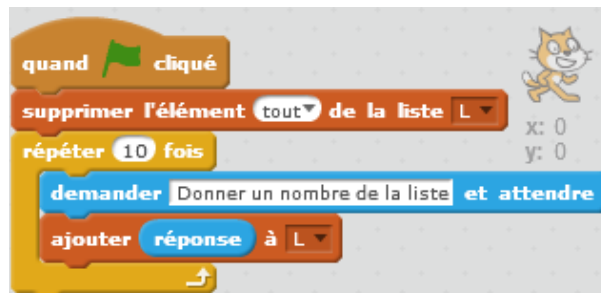 quand cliqué
supprimer l'élément tout de la liste L
répéter 10 fois
demander Donner un nombre de la liste et attendre
ajouter réponse à L
x: 0
y: 0